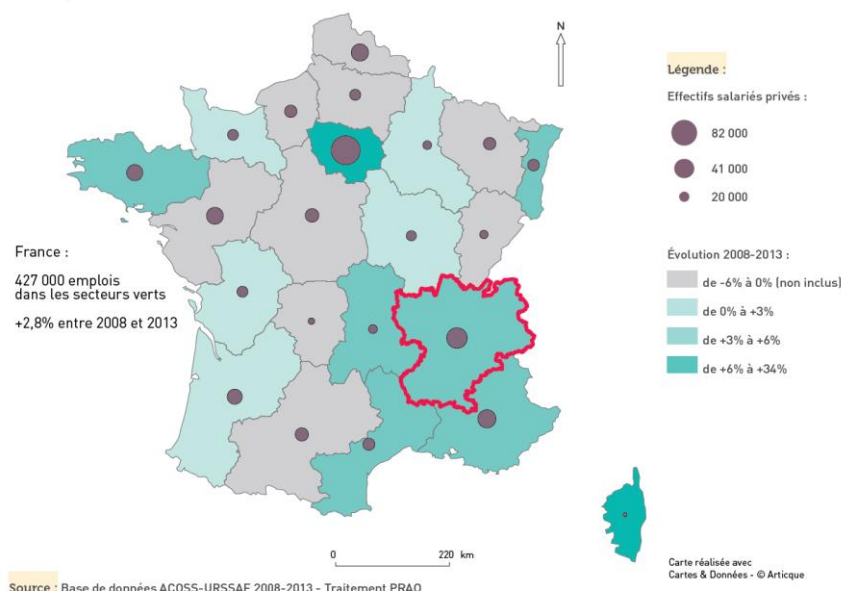 N
Légende :
Effectifs salariés privés :
82 000
41 000
20 000
France :
427 000 emplois
dans les secteurs verts
+2,8% entre 2008 et 2013
Évolution 2008-2013 :
de -6% à 0% (non inclus)
de 0% à +3%
de +3% à +6%
de +6% à +34%
0 220 km
Carte réalisée avec
Cartes & Données - © Articque
Source : Base de données ACOSS-URSSAF 2008-2013 - Traitement PRAO